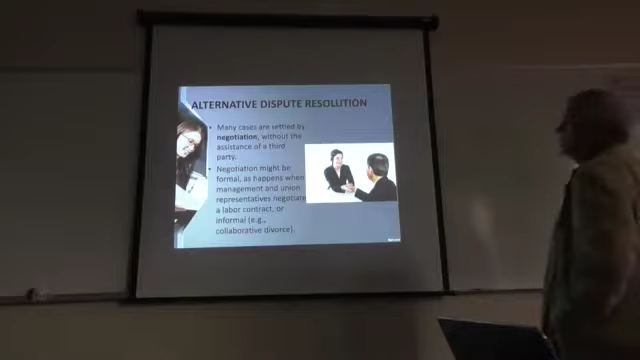 ALTERNATIVE DISPUTE RESOLUTION
• Many cases are settled by
negotiation, without the
assistance of a third
party.
• Negotiation might be
formal, as happens when
management and union
representatives negotiate
a labor contract, or
informal (e.g.,
collaborative divorce).